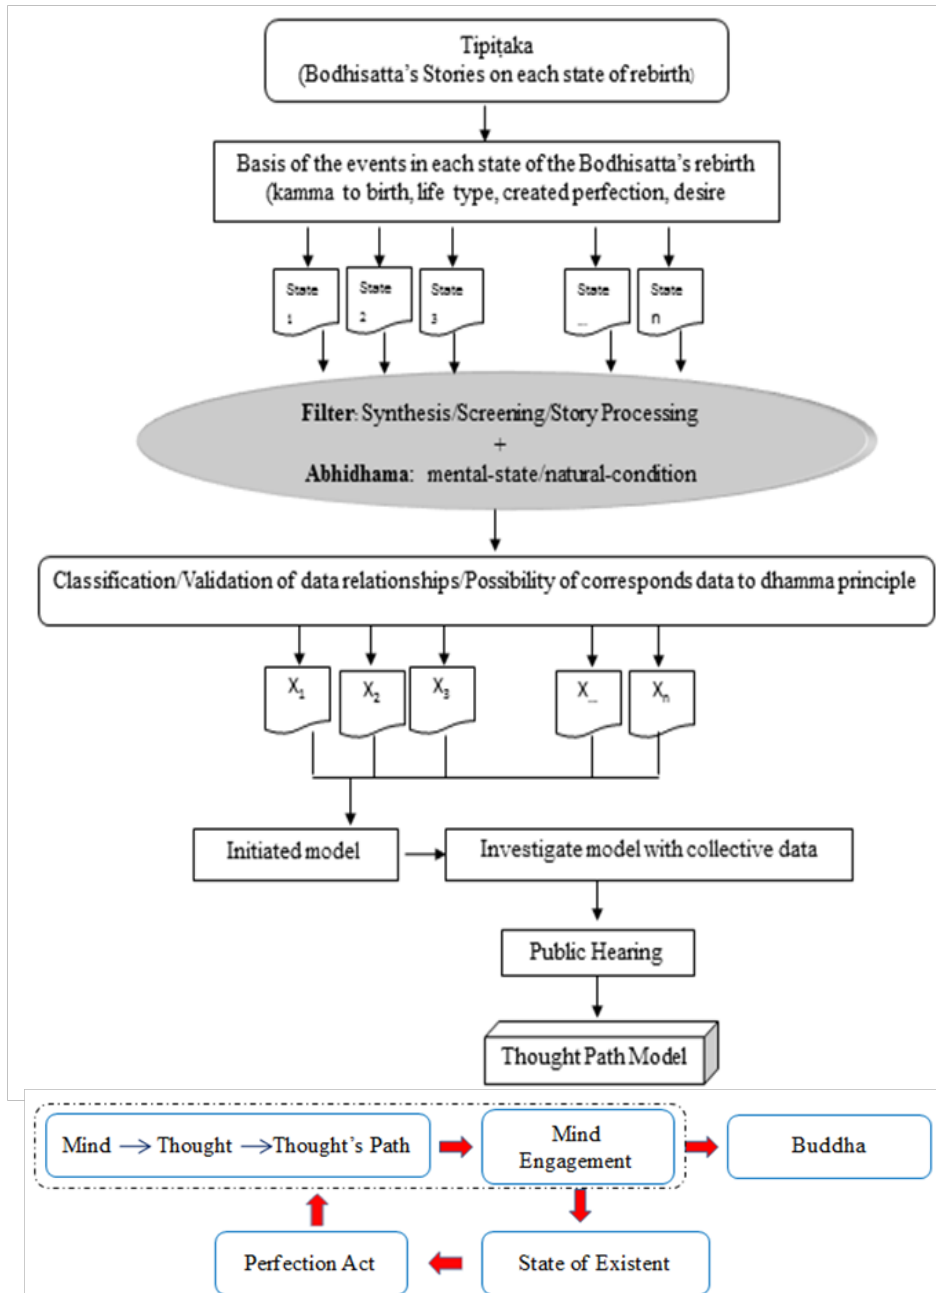 Tipiṭaka
(Bodhisatta's Stories on each state of rebirth)
Basis of the events in each state of the Bodhisatta's rebirth
(kamma to birth, life type, created perfection, desire
State
1
State
2
State
3
State
...
State
n
Filter: Synthesis/Screening/Story Processing
+
Abhidhama: mental-state/natural-condition
Classification/Validation of data relationships/Possibility of corresponds data to dhamma principle
X1
X2
X3
X...
Xn
Initiated model
Investigate model with collective data
Public Hearing
Thought Path Model
Mind → Thought → Thought's Path
Mind
Engagement
Buddha
Perfection Act
State of Existent